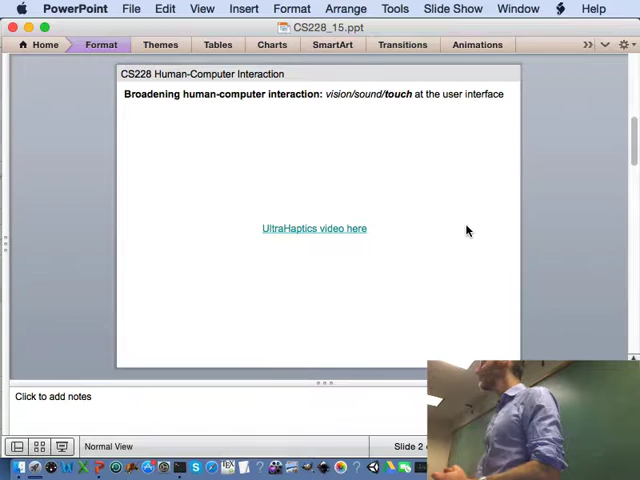 PowerPoint File Edit View Insert Format Arrange Tools Slide Show Window Help
CS228_15.ppt
Home Format Themes Tables Charts SmartArt Transitions Animations
CS228 Human-Computer Interaction
Broadening human-computer interaction: vision/sound/touch at the user interface
UltraHaptics video here
Click to add notes
Normal View Slide 2